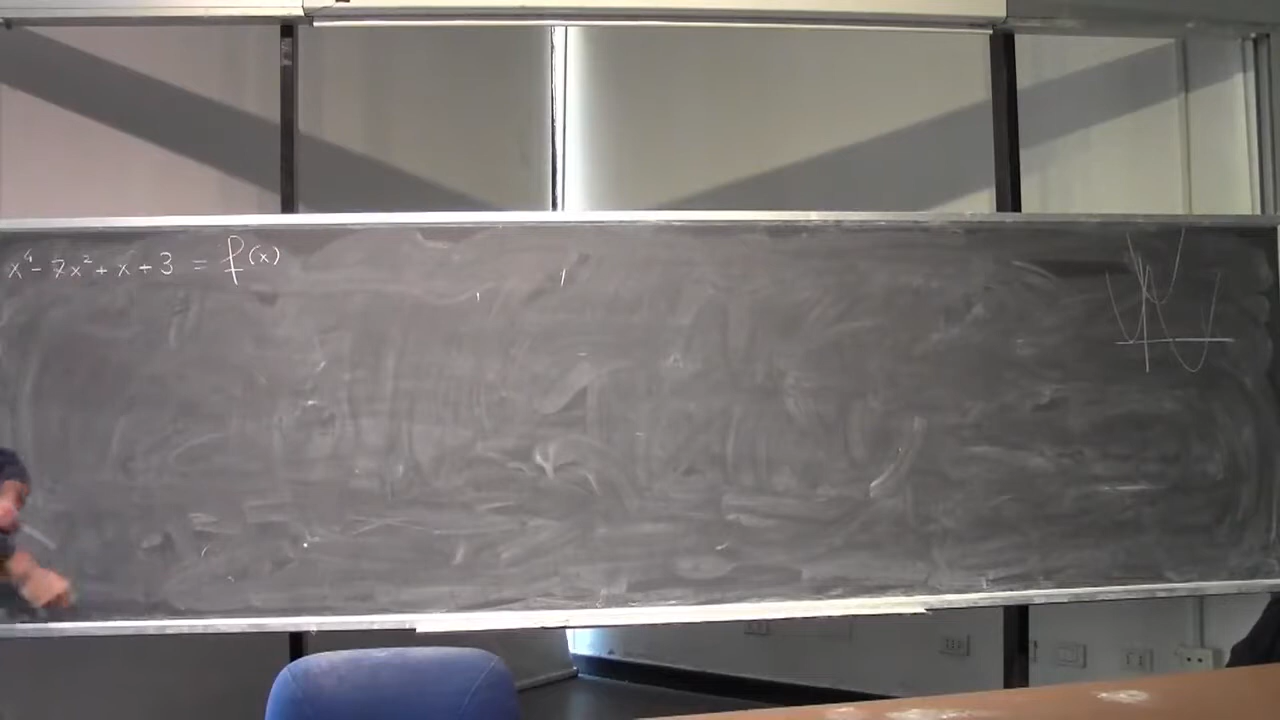 x⁴ - 7x² + x + 3 = f(x)